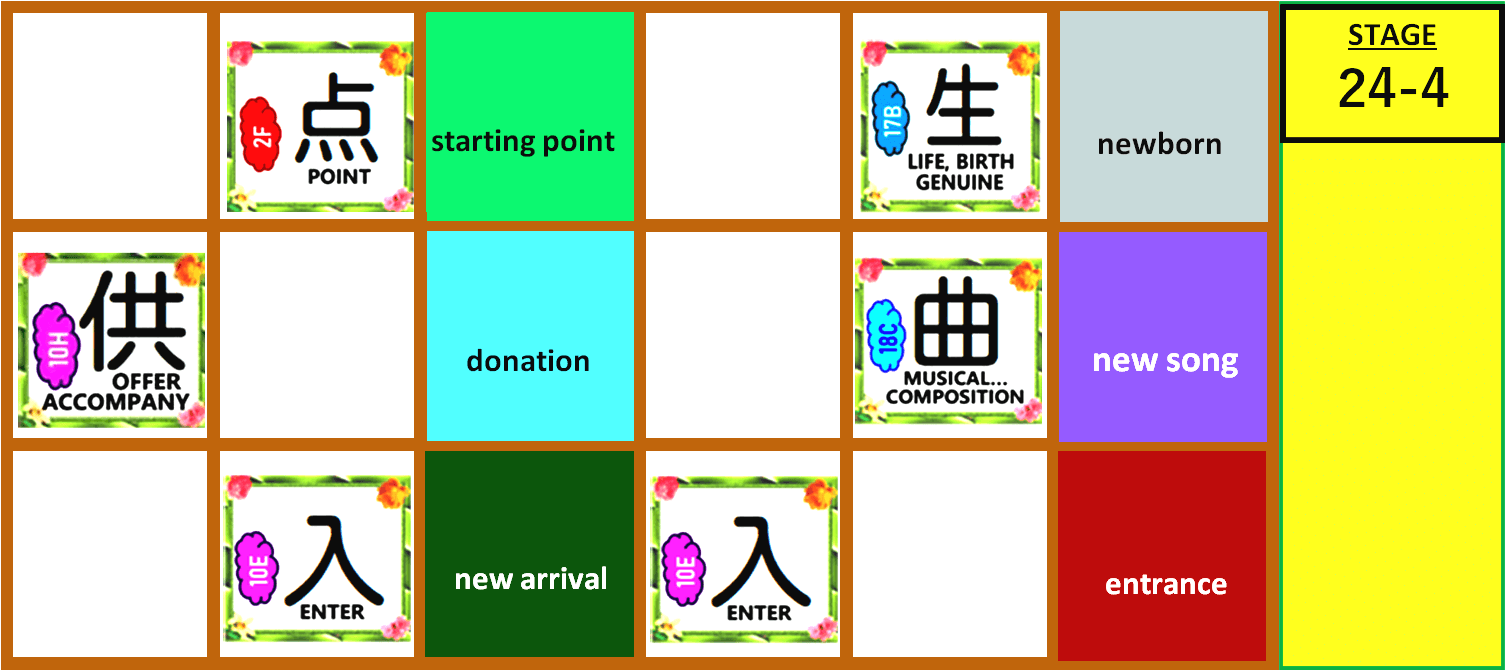 2F
点
POINT
starting point
17B
生
LIFE, BIRTH
GENUINE
newborn
STAGE
24-4
10H
供
OFFER
ACCOMPANY
donation
18C
曲
MUSICAL...
COMPOSITION
new song
10E
入
ENTER
new arrival
10E
入
ENTER
entrance